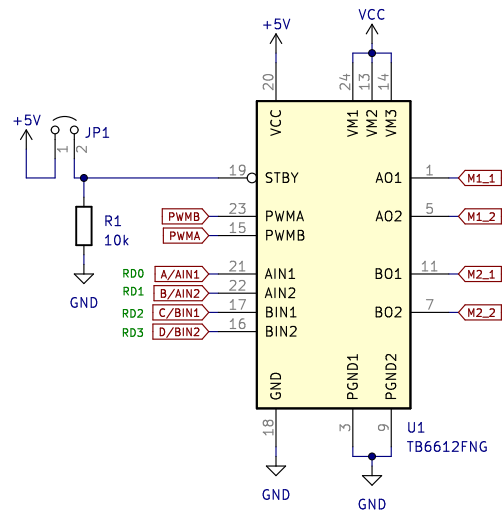 VCC
+5V
20
24
13
14
VCC
VM1
VM2
VM3
+5V
JP1
1
2
19
STBY
AO1
1
M1_1
R1
10k
PWMB
23
PWMA
AO2
5
M1_2
PWMA
15
PWMB
RD0
A/AIN1
21
AIN1
BO1
11
M2_1
RD1
B/AIN2
22
AIN2
GND
RD2
C/BIN1
17
BIN1
BO2
7
M2_2
RD3
D/BIN2
16
BIN2
GND
PGND1
PGND2
18
3
9
U1
TB6612FNG
GND
GND